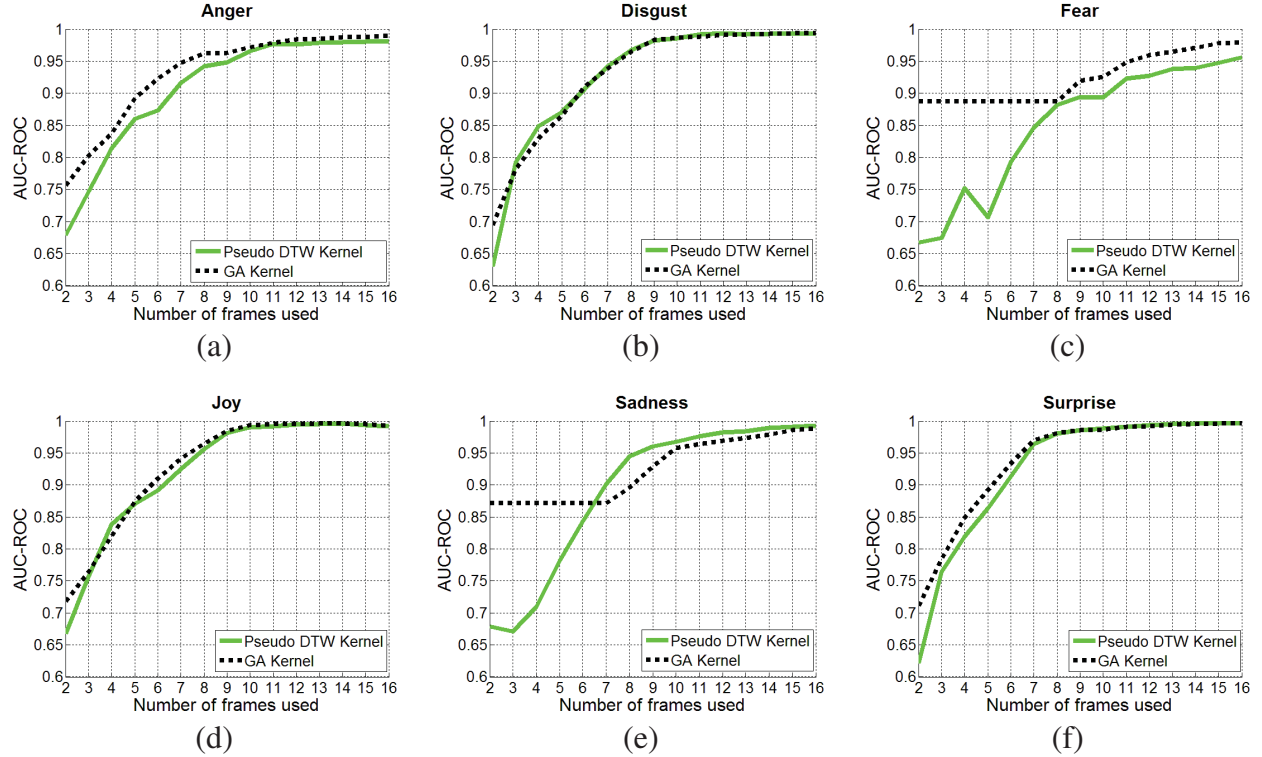 Anger
1
0.95
0.9
0.85
0.8
0.75
0.7
0.65
0.6
AUC-ROC
Pseudo DTW Kernel
GA Kernel
2 3 4 5 6 7 8 9 10 11 12 13 14 15 16
Number of frames used
(a)
Disgust
1
0.95
0.9
0.85
0.8
0.75
0.7
0.65
0.6
AUC-ROC
Pseudo DTW Kernel
GA Kernel
2 3 4 5 6 7 8 9 10 11 12 13 14 15 16
Number of frames used
(b)
Fear
1
0.95
0.9
0.85
0.8
0.75
0.7
0.65
0.6
AUC-ROC
Pseudo DTW Kernel
GA Kernel
2 3 4 5 6 7 8 9 10 11 12 13 14 15 16
Number of frames used
(c)
Joy
1
0.95
0.9
0.85
0.8
0.75
0.7
0.65
0.6
AUC-ROC
Pseudo DTW Kernel
GA Kernel
2 3 4 5 6 7 8 9 10 11 12 13 14 15 16
Number of frames used
(d)
Sadness
1
0.95
0.9
0.85
0.8
0.75
0.7
0.65
0.6
AUC-ROC
Pseudo DTW Kernel
GA Kernel
2 3 4 5 6 7 8 9 10 11 12 13 14 15 16
Number of frames used
(e)
Surprise
1
0.95
0.9
0.85
0.8
0.75
0.7
0.65
0.6
AUC-ROC
Pseudo DTW Kernel
GA Kernel
2 3 4 5 6 7 8 9 10 11 12 13 14 15 16
Number of frames used
(f)